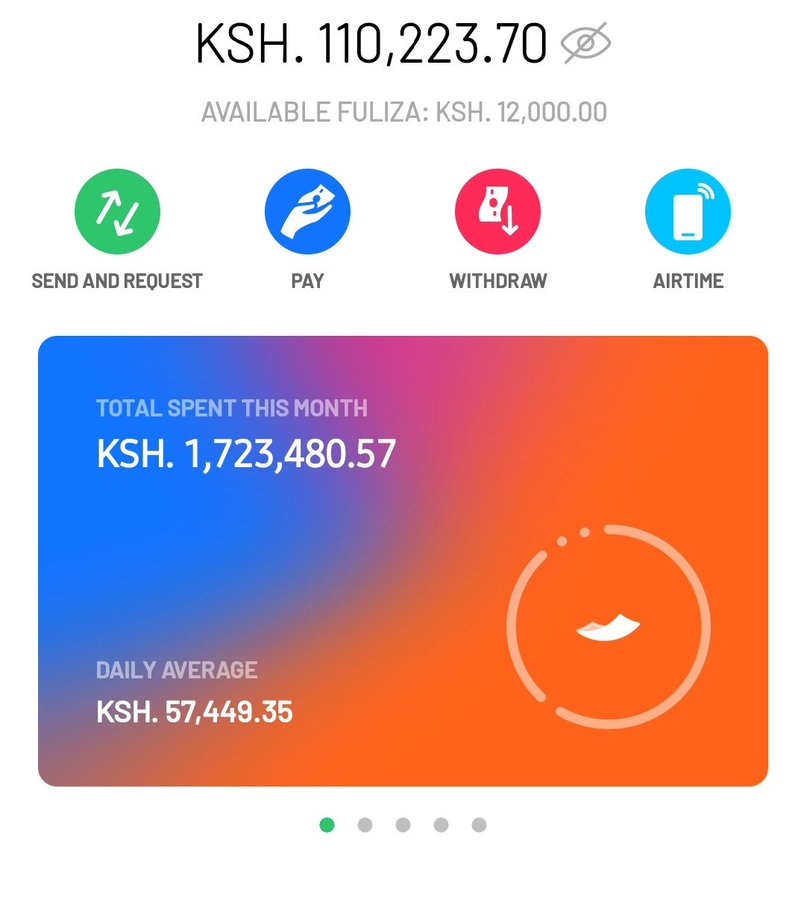 KSH. 110,223.70
AVAILABLE FULIZA: KSH. 12,000.00
SEND AND REQUEST
PAY
WITHDRAW
AIRTIME
TOTAL SPENT THIS MONTH
KSH. 1,723,480.57
DAILY AVERAGE
KSH. 57,449.35